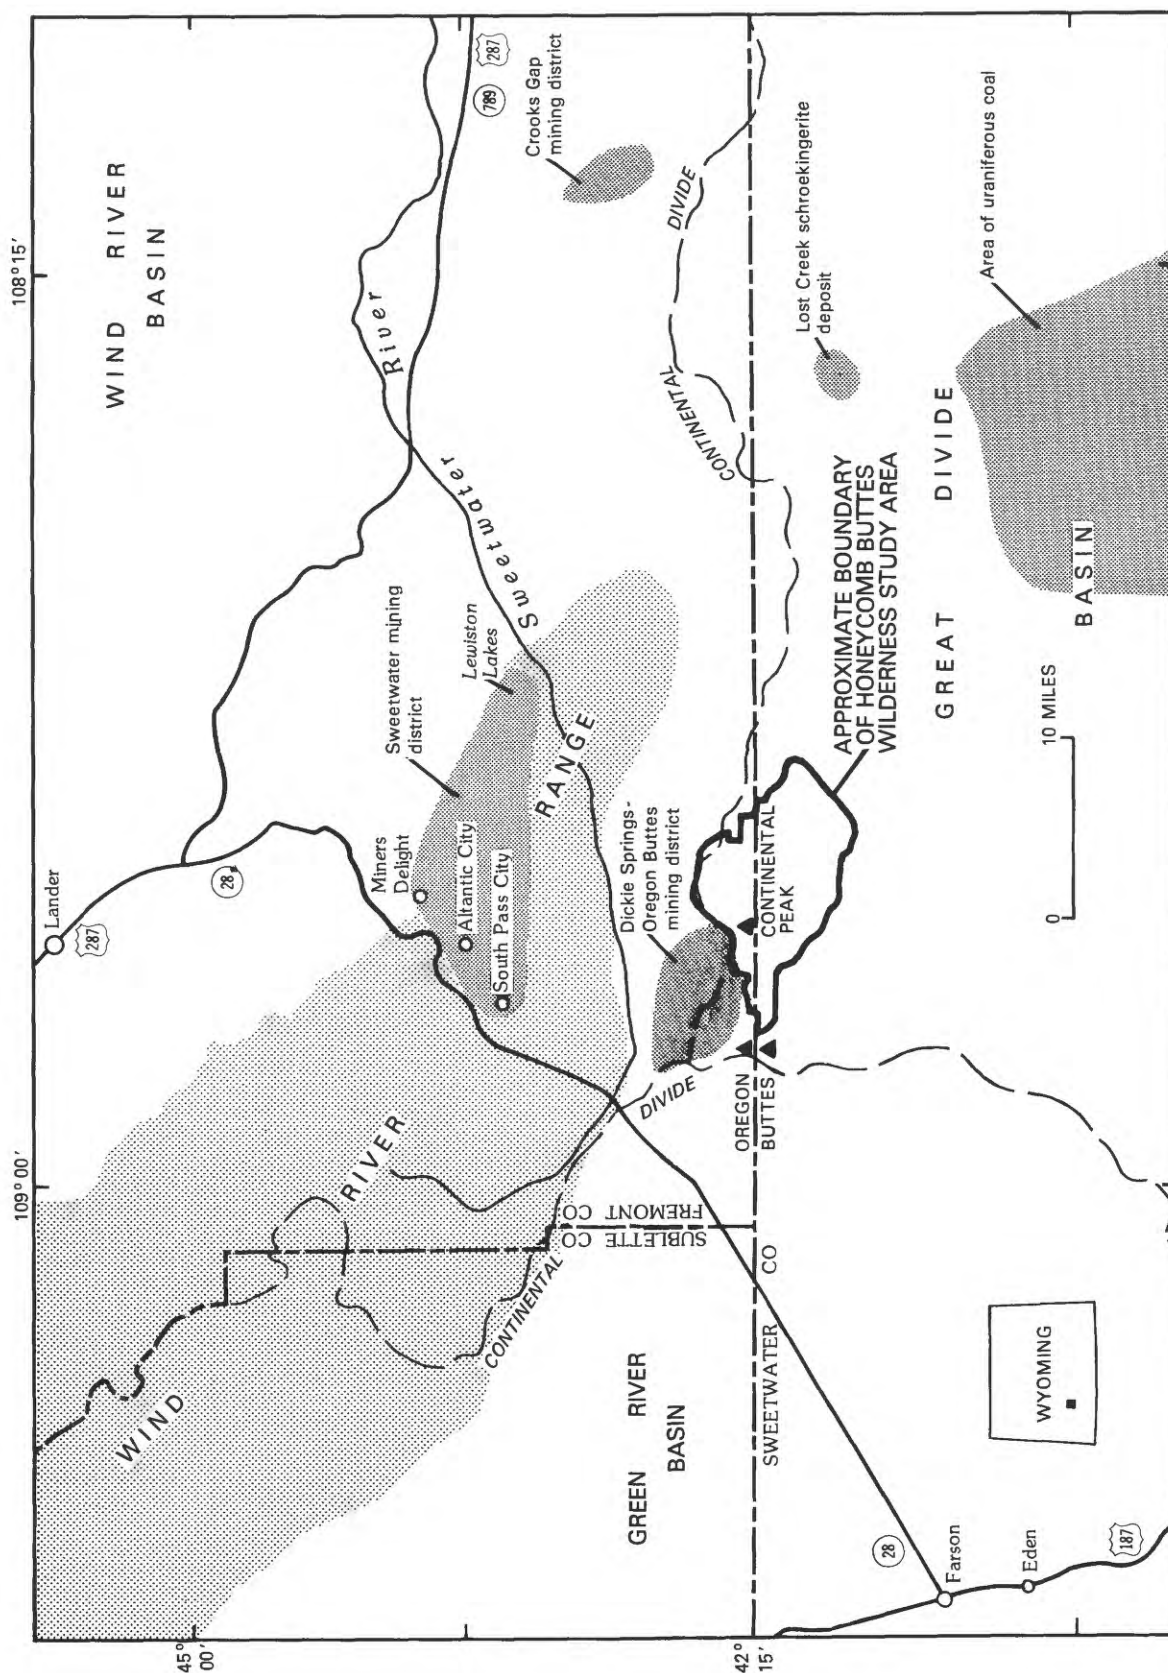 109° 00'
108° 15'
45°
00'
42°
15'
Lander
287
28
WIND RIVER
BASIN
WIND
RIVER
RANGE
Miners
Delight
Altantic City
South Pass City
Sweetwater mining
district
Lewiston
Lakes
Sweetwater
River
789
287
Crooks Gap
mining district
CONTINENTAL
DIVIDE
SUBLETTE CO
FREMONT CO
GREEN RIVER
BASIN
SWEETWATER CO
OREGON
BUTTES
Dickie Springs-
Oregon Buttes
mining district
CONTINENTAL
PEAK
CONTINENTAL
DIVIDE
APPROXIMATE BOUNDARY
OF HONEYCOMB BUTTES
WILDERNESS STUDY AREA
Lost Creek schroekingerite
deposit
GREAT DIVIDE
BASIN
Area of uraniferous coal
28
Farson
Eden
187
WYOMING
0
10 MILES